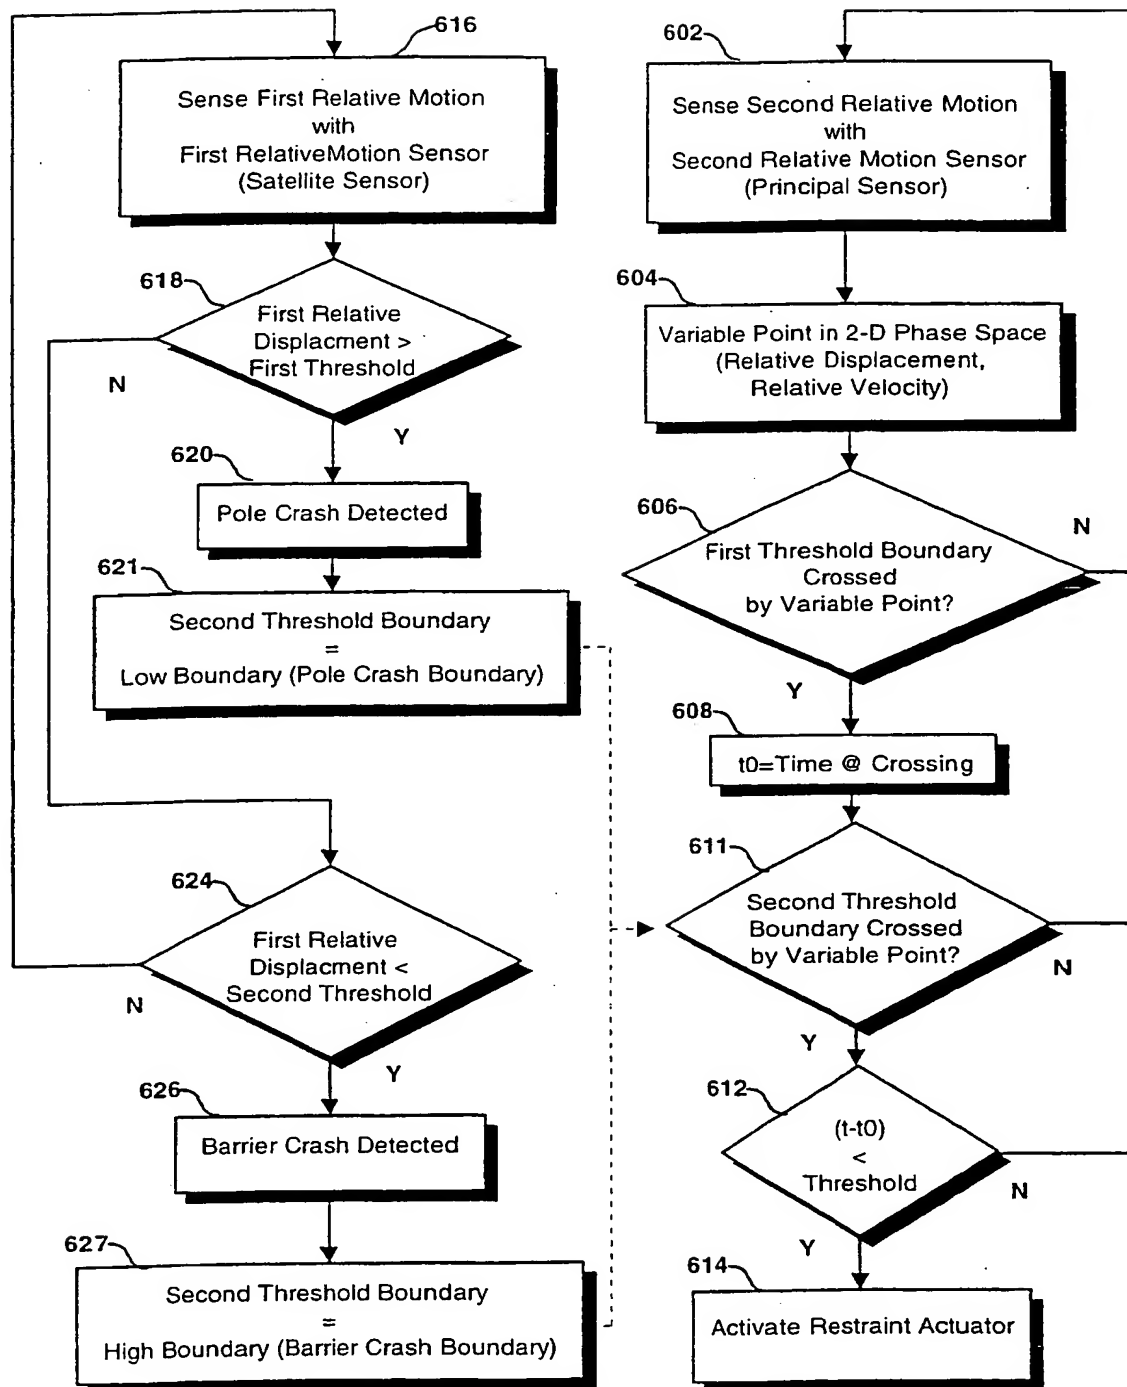 616
Sense First Relative Motion
with
First RelativeMotion Sensor
(Satellite Sensor)
618
First Relative
Displacment >
First Threshold
N
Y
620
Pole Crash Detected
621
Second Threshold Boundary
=
Low Boundary (Pole Crash Boundary)
624
First Relative
Displacment <
Second Threshold
N
Y
626
Barrier Crash Detected
627
Second Threshold Boundary
=
High Boundary (Barrier Crash Boundary)
602
Sense Second Relative Motion
with
Second Relative Motion Sensor
(Principal Sensor)
604
Variable Point in 2-D Phase Space
(Relative Displacement,
Relative Velocity)
606
First Threshold Boundary
Crossed
by Variable Point?
N
Y
608
t0=Time @ Crossing
611
Second Threshold
Boundary Crossed
by Variable Point?
N
Y
612
(t-t0)
<
Threshold
N
Y
614
Activate Restraint Actuator